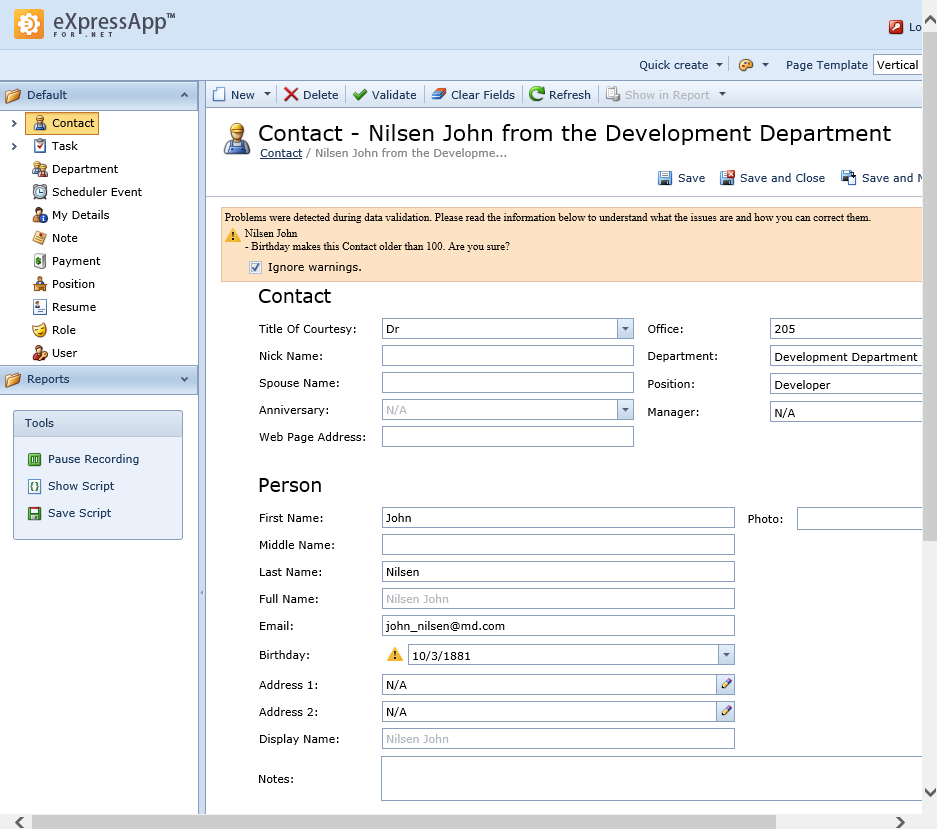 eXpressApp™
FOR .NET
Lo
Quick create
Page Template
Vertical
Default
Contact
Task
Department
Scheduler Event
My Details
Note
Payment
Position
Resume
Role
User
Reports
Tools
Pause Recording
Show Script
Save Script
New
Delete
Validate
Clear Fields
Refresh
Show in Report
Contact - Nilsen John from the Development Department
Contact / Nilsen John from the Developme...
Save
Save and Close
Save and N
Problems were detected during data validation. Please read the information below to understand what the issues are and how you can correct them.
Nilsen John
- Birthday makes this Contact older than 100. Are you sure?
Ignore warnings.
Contact
Title Of Courtesy: Dr
Nick Name:
Spouse Name:
Anniversary: N/A
Web Page Address:
Office: 205
Department: Development Department
Position: Developer
Manager: N/A
Person
First Name: John
Photo:
Middle Name:
Last Name: Nilsen
Full Name: Nilsen John
Email: john_nilsen@md.com
Birthday: 10/3/1881
Address 1: N/A
Address 2: N/A
Display Name: Nilsen John
Notes: